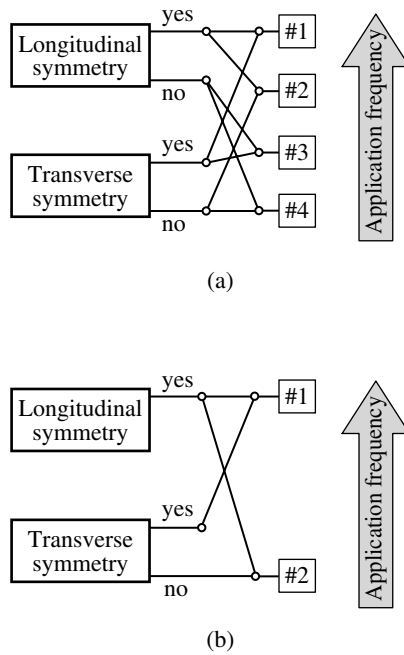 yes
Longitudinal
symmetry
no
yes
Transverse
symmetry
no
#1
#2
#3
#4
Application frequency
(a)
yes
Longitudinal
symmetry
yes
Transverse
symmetry
no
#1
#2
Application frequency
(b)